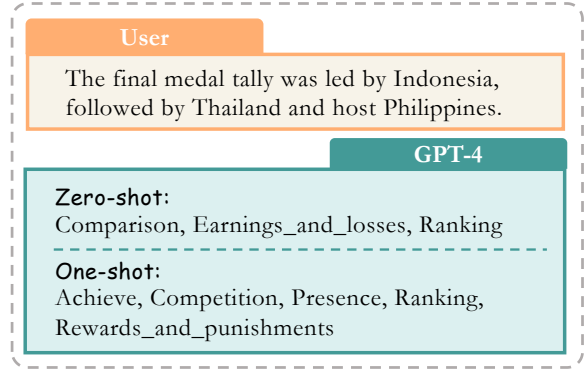 User
The final medal tally was led by Indonesia,
followed by Thailand and host Philippines.
GPT-4
Zero-shot:
Comparison, Earnings_and_losses, Ranking
One-shot:
Achieve, Competition, Presence, Ranking,
Rewards_and_punishments